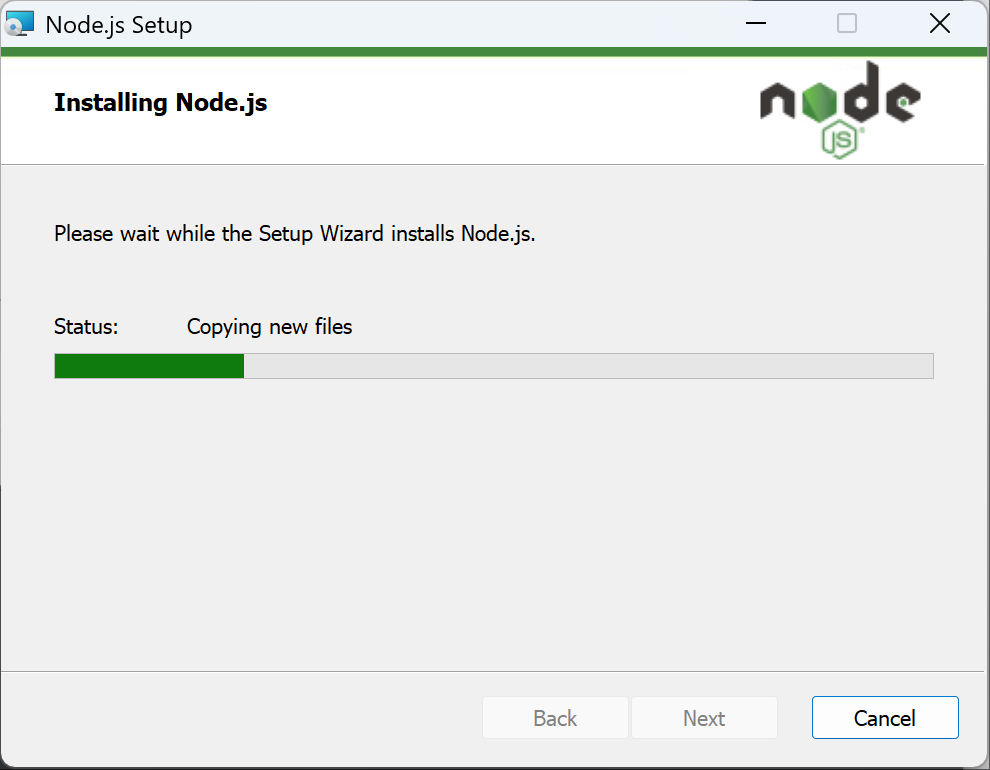 Node.js Setup
Installing Node.js
node
JS
Please wait while the Setup Wizard installs Node.js.
Status: Copying new files
Back Next Cancel